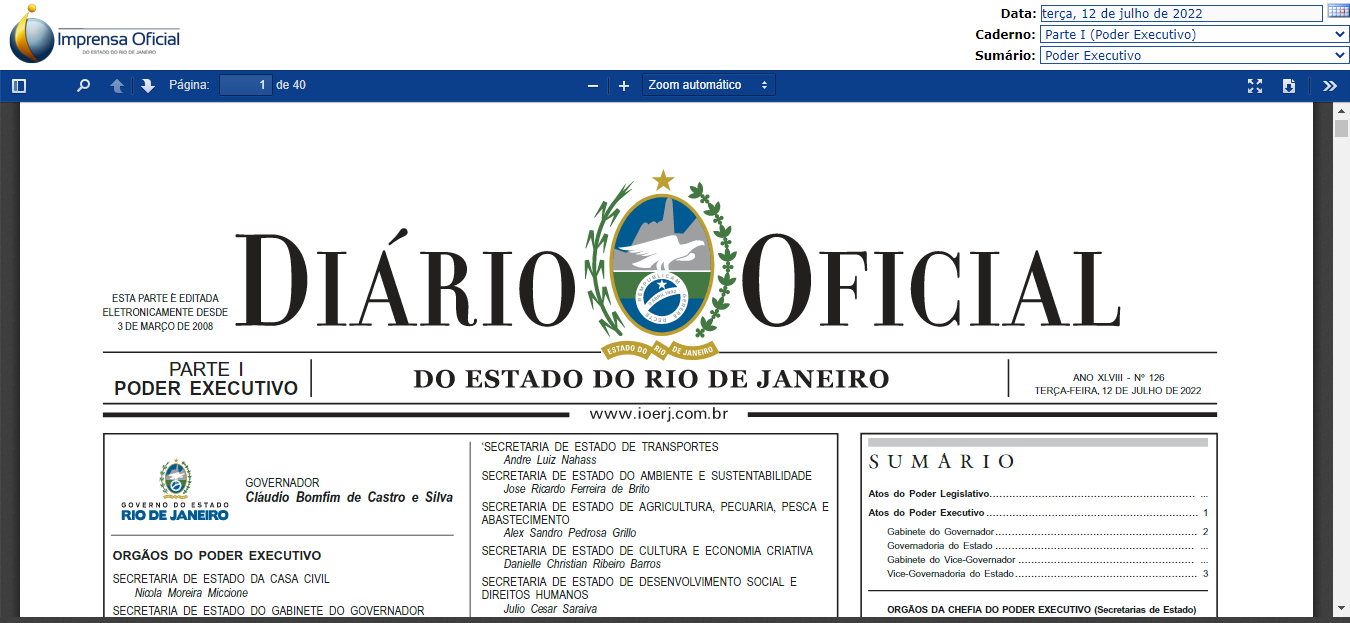 Imprensa Oficial
DO ESTADO DO RIO DE JANEIRO
Data: terça, 12 de julho de 2022
Caderno: Parte I (Poder Executivo)
Sumário: Poder Executivo
Página: 1 de 40
Zoom automático
DIÁRIO OFICIAL
ESTA PARTE É EDITADA
ELETRONICAMENTE DESDE
3 DE MARÇO DE 2008
ESTADO DO RIO DE JANEIRO
PARTE I
PODER EXECUTIVO
DO ESTADO DO RIO DE JANEIRO
ANO XLVIII - Nº 126
TERÇA-FEIRA, 12 DE JULHO DE 2022
www.ioerj.com.br
GOVERNO DO ESTADO
RIO DE JANEIRO
GOVERNADOR
Cláudio Bomfim de Castro e Silva
ORGÃOS DO PODER EXECUTIVO
SECRETARIA DE ESTADO DA CASA CIVIL
Nicola Moreira Miccione
SECRETARIA DE ESTADO DO GABINETE DO GOVERNADOR
'SECRETARIA DE ESTADO DE TRANSPORTES
Andre Luiz Nahass
SECRETARIA DE ESTADO DO AMBIENTE E SUSTENTABILIDADE
Jose Ricardo Ferreira de Brito
SECRETARIA DE ESTADO DE AGRICULTURA, PECUARIA, PESCA E
ABASTECIMENTO
Alex Sandro Pedrosa Grillo
SECRETARIA DE ESTADO DE CULTURA E ECONOMIA CRIATIVA
Danielle Christian Ribeiro Barros
SECRETARIA DE ESTADO DE DESENVOLVIMENTO SOCIAL E
DIREITOS HUMANOS
Julio Cesar Saraiva
SUMÁRIO
Atos do Poder Legislativo ...
Atos do Poder Executivo 1
Gabinete do Governador 2
Governadoria do Estado ...
Gabinete do Vice-Governador ...
Vice-Governadoria do Estado 3
ORGÃOS DA CHEFIA DO PODER EXECUTIVO (Secretarias de Estado)